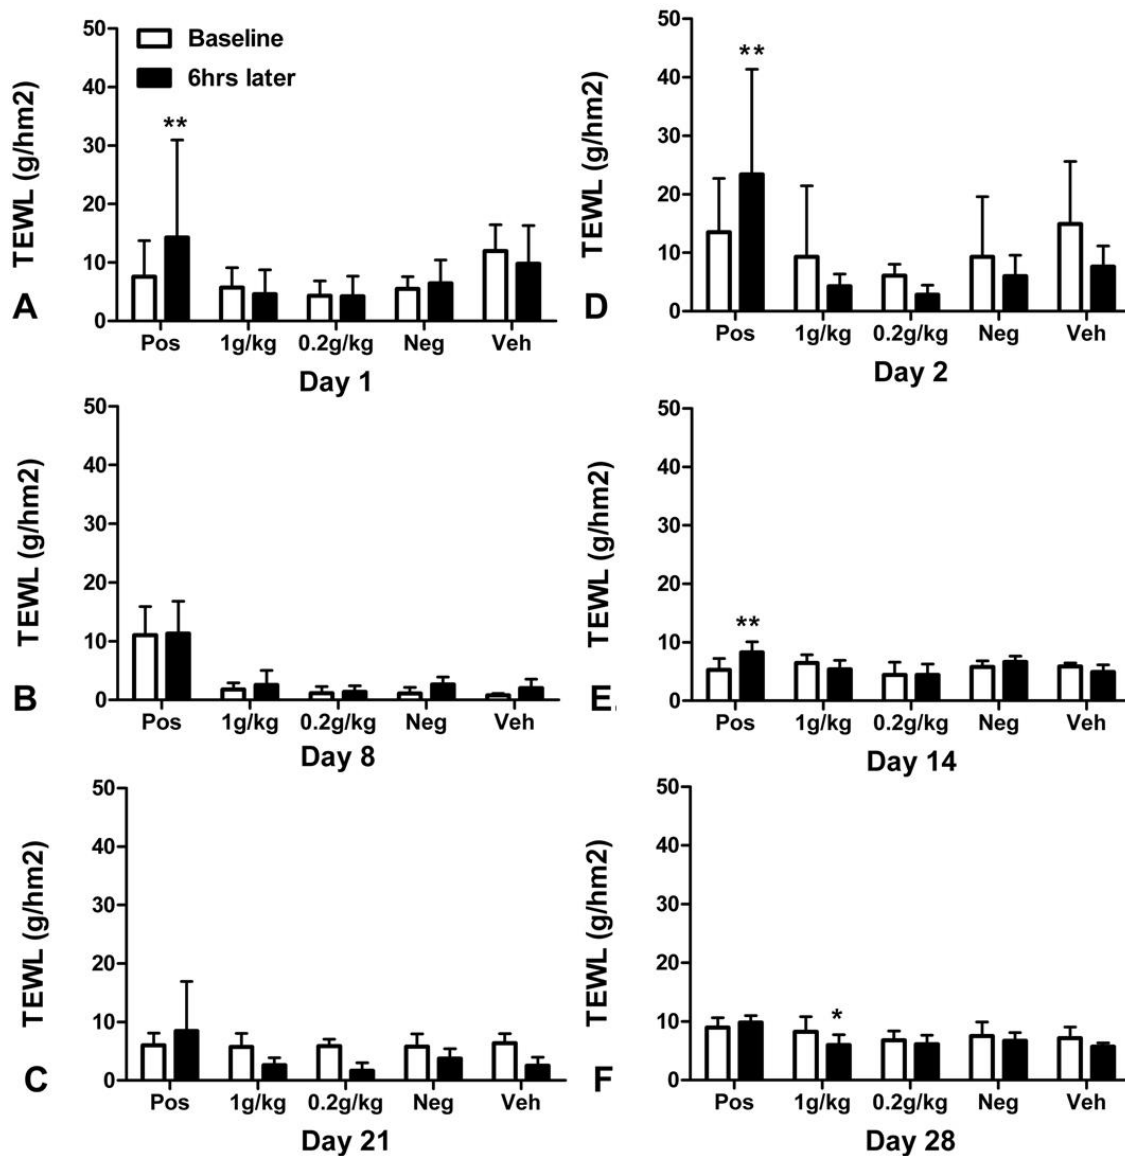 A
TEWL (g/hm2)
50
40
30
20
10
0
Baseline
6hrs later
**
Pos 1g/kg 0.2g/kg Neg Veh
Day 1
D
TEWL (g/hm2)
50
40
30
20
10
0
**
Pos 1g/kg 0.2g/kg Neg Veh
Day 2
B
TEWL (g/hm2)
50
40
30
20
10
0
Pos 1g/kg 0.2g/kg Neg Veh
Day 8
E
TEWL (g/hm2)
50
40
30
20
10
0
**
Pos 1g/kg 0.2g/kg Neg Veh
Day 14
C
TEWL (g/hm2)
50
40
30
20
10
0
Pos 1g/kg 0.2g/kg Neg Veh
Day 21
F
TEWL (g/hm2)
50
40
30
20
10
0
*
Pos 1g/kg 0.2g/kg Neg Veh
Day 28